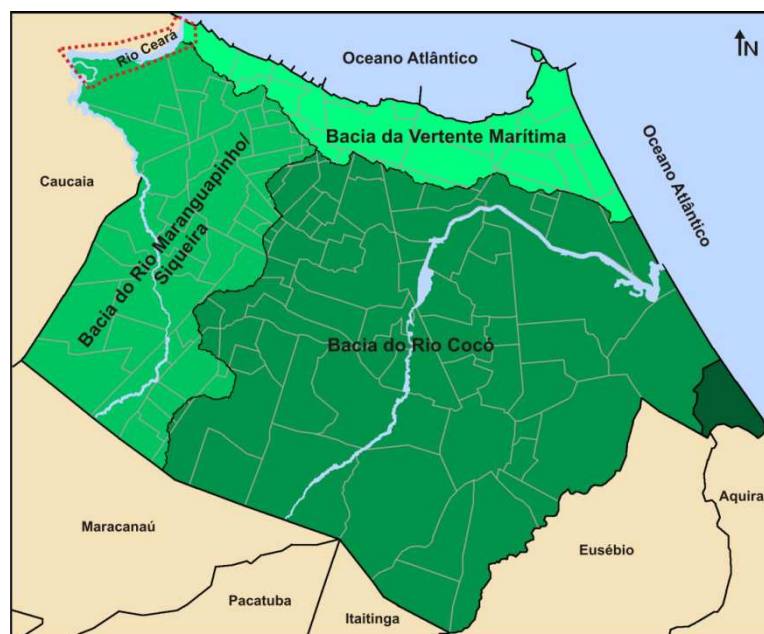 Rio Ceará
Oceano Atlântico
N
Bacia da Vertente Marítima
Oceano Atlântico
Caucaia
Bacia do Rio Maranguapinho/
Siqueira
Bacia do Rio Cocó
Aquira
Maracanaú
Eusébio
Pacatuba
Itaitinga